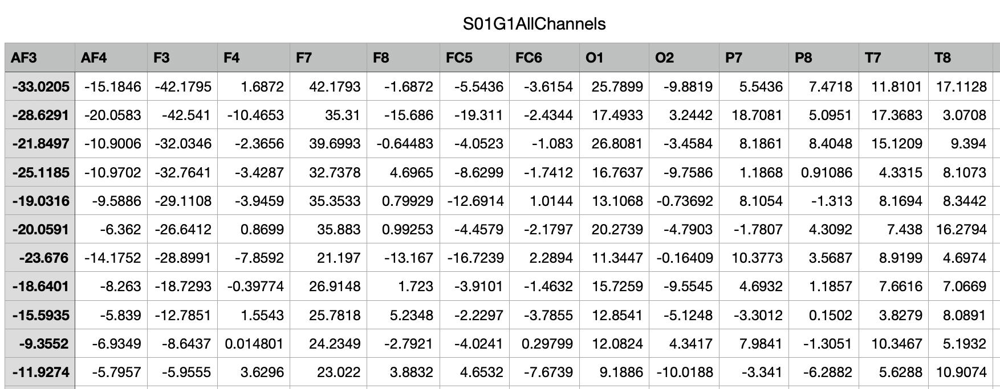 S01G1AllChannels
AF3 AF4 F3 F4 F7 F8 FC5 FC6 O1 O2 P7 P8 T7 T8
-33.0205 -15.1846 -42.1795 1.6872 42.1793 -1.6872 -5.5436 -3.6154 25.7899 -9.8819 5.5436 7.4718 11.8101 17.1128
-28.6291 -20.0583 -42.541 -10.4653 35.31 -15.686 -19.311 -2.4344 17.4933 3.2442 18.7081 5.0951 17.3683 3.0708
-21.8497 -10.9006 -32.0346 -2.3656 39.6993 -0.64483 -4.0523 -1.083 26.8081 -3.4584 8.1861 8.4048 15.1209 9.394
-25.1185 -10.9702 -32.7641 -3.4287 32.7378 4.6965 -8.6299 -1.7412 16.7637 -9.7586 1.1868 0.91086 4.3315 8.1073
-19.0316 -9.5886 -29.1108 -3.9459 35.3533 0.79929 -12.6914 1.0144 13.1068 -0.73692 8.1054 -1.313 8.1694 8.3442
-20.0591 -6.362 -26.6412 0.8699 35.883 0.99253 -4.4579 -2.1797 20.2739 -4.7903 -1.7807 4.3092 7.438 16.2794
-23.676 -14.1752 -28.8991 -7.8592 21.197 -13.167 -16.7239 2.2894 11.3447 -0.16409 10.3773 3.5687 8.9199 4.6974
-18.6401 -8.263 -18.7293 -0.39774 26.9148 1.723 -3.9101 -1.4632 15.7259 -9.5545 4.6932 1.1857 7.6616 7.0669
-15.5935 -5.839 -12.7851 1.5543 25.7818 5.2348 -2.2297 -3.7855 12.8541 -5.1248 -3.3012 0.1502 3.8279 8.0891
-9.3552 -6.9349 -8.6437 0.014801 24.2349 -2.7921 -4.0241 0.29799 12.0824 4.3417 7.9841 -1.3051 10.3467 5.1932
-11.9274 -5.7957 -5.9555 3.6296 23.022 3.8832 4.6532 -7.6739 9.1886 -10.0188 -3.341 -6.2882 5.6288 10.9074